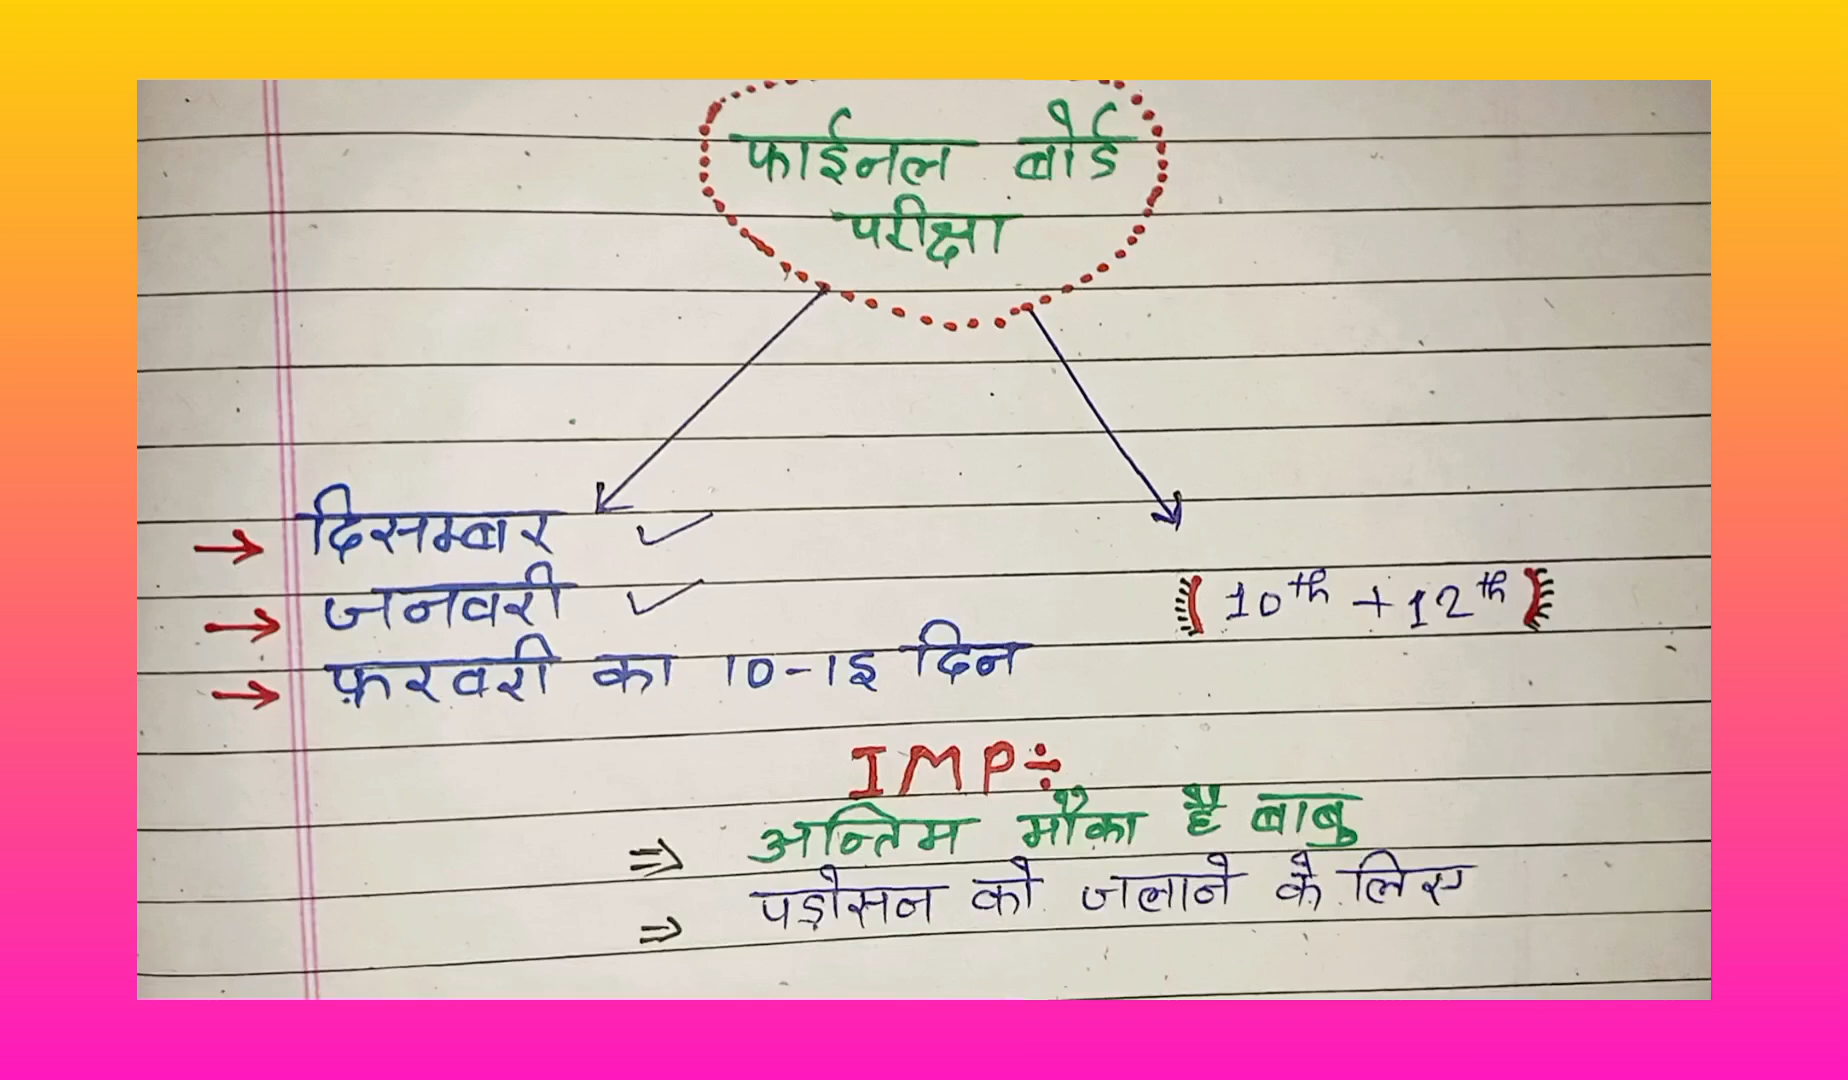 फाईनल बोर्ड
परीक्षा
दिसम्बर
जनवरी
फ़रवरी का 10-15 दिन
(10th + 12th)
IMP÷
अन्तिम मौका है बाबु
पड़ोसन को जलाने के लिए